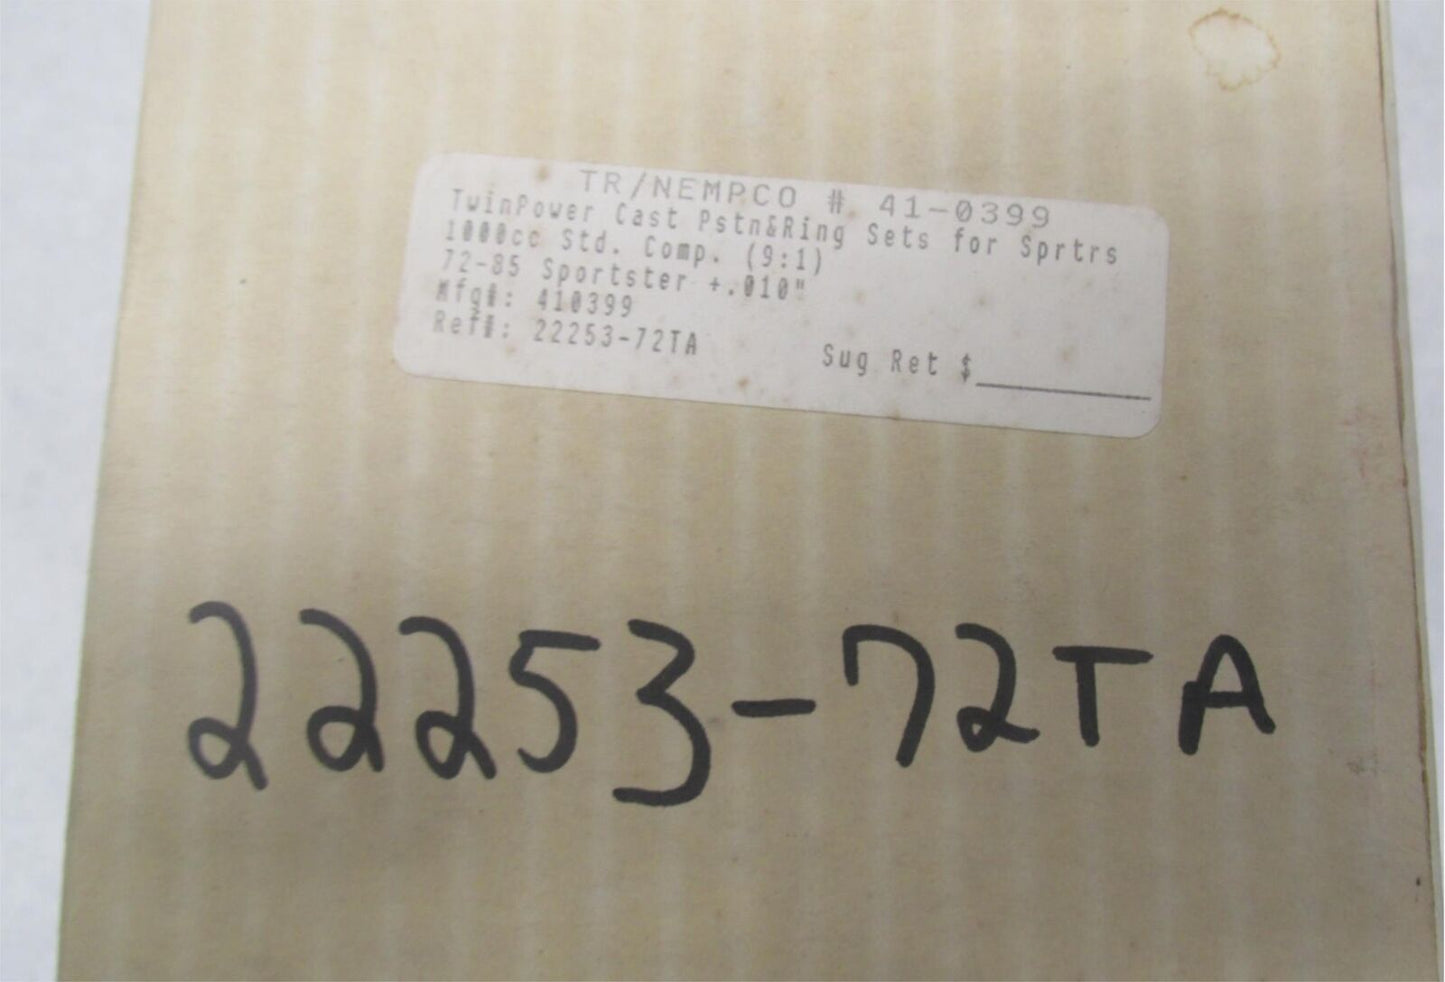 TR/NEMPCO # 41-0399
TwinPower Cast Pstn&Ring Sets for Sprtrs
1000cc Std. Comp. (9:1)
72-85 Sportster +.010"
Mfg#: 410399
Ref#: 22253-72TA
Sug Ret $
22253-72TA